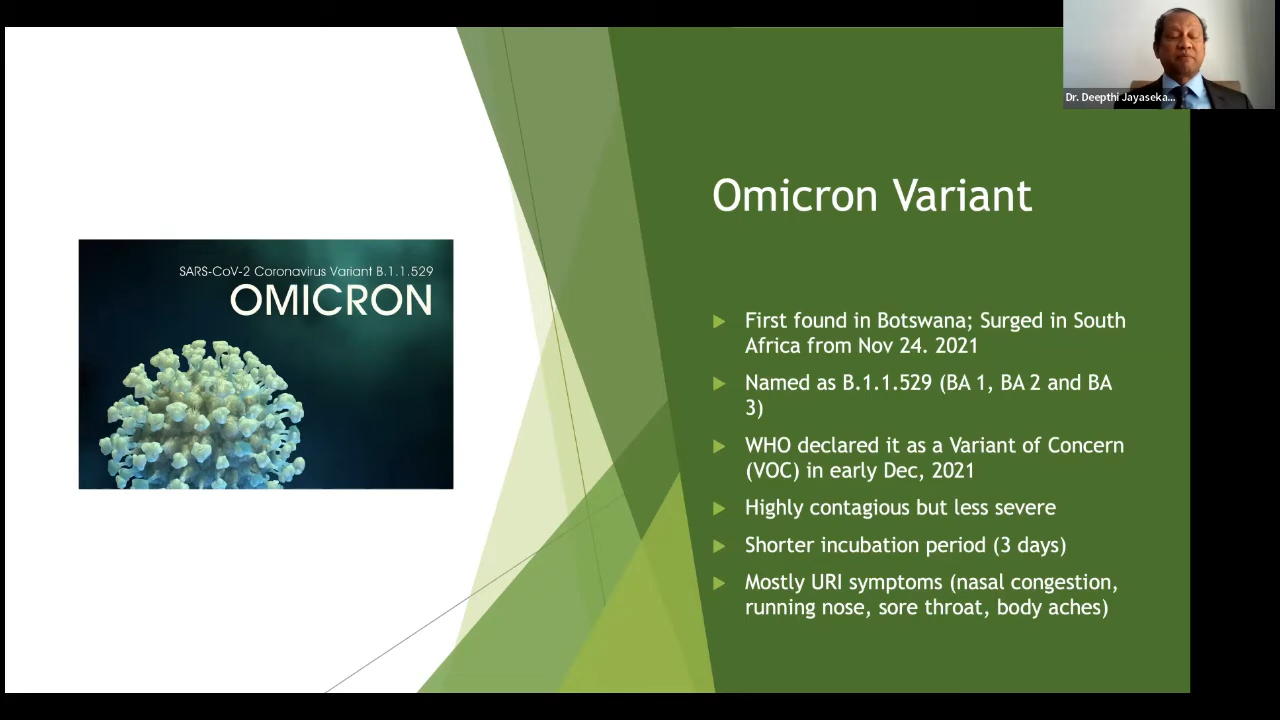 Dr. Deepthi Jayaseka...
Omicron Variant
SARS-CoV-2 Coronavirus Variant B.1.1.529
OMICRON
First found in Botswana; Surged in South
Africa from Nov 24. 2021
Named as B.1.1.529 (BA 1, BA 2 and BA
3)
WHO declared it as a Variant of Concern
(VOC) in early Dec, 2021
Highly contagious but less severe
Shorter incubation period (3 days)
Mostly URI symptoms (nasal congestion,
running nose, sore throat, body aches)